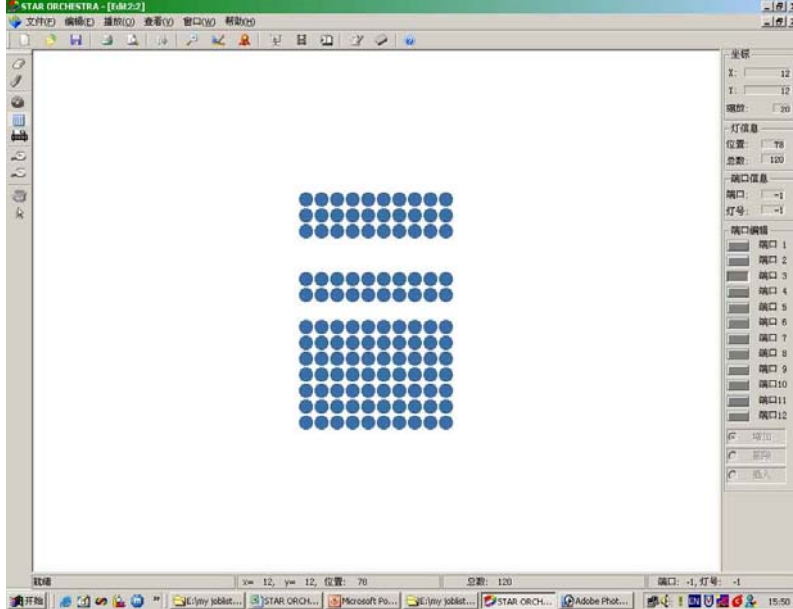 STAR ORCHESTRA - [Edit2:2]
文件(F) 编辑(E) 播放(O) 查看(V) 窗口(W) 帮助(H)
坐标
X: 12
Y: 12
缩放: 20
灯信息
位置: 78
总数: 120
端口信息
端口: -1
灯号: -1
端口编辑
端口 1
端口 2
端口 3
端口 4
端口 5
端口 6
端口 7
端口 8
端口 9
端口10
端口11
端口12
增加
删除
插入
就绪 x= 12, y= 12, 位置: 78 总数: 120 端口: -1,灯号: -1
开始 E:\my joblist... STAR ORCH... Microsoft Po... E:\my joblist... STAR ORCH... Adobe Phot... EN 15:50